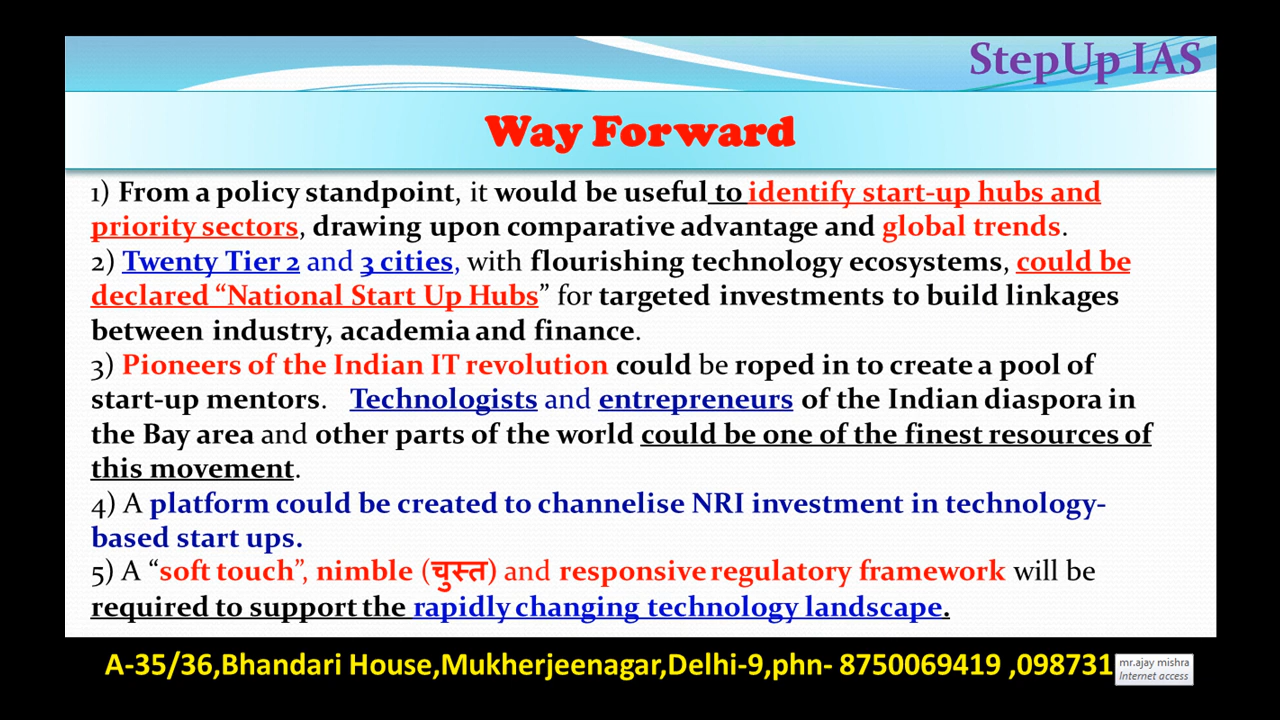 StepUp IAS
Way Forward
1) From a policy standpoint, it would be useful to identify start-up hubs and
priority sectors, drawing upon comparative advantage and global trends.
2) Twenty Tier 2 and 3 cities, with flourishing technology ecosystems, could be
declared “National Start Up Hubs” for targeted investments to build linkages
between industry, academia and finance.
3) Pioneers of the Indian IT revolution could be roped in to create a pool of
start-up mentors. Technologists and entrepreneurs of the Indian diaspora in
the Bay area and other parts of the world could be one of the finest resources of
this movement.
4) A platform could be created to channelise NRI investment in technology-
based start ups.
5) A “soft touch”, nimble (चुस्त) and responsive regulatory framework will be
required to support the rapidly changing technology landscape.
A-35/36,Bhandari House,Mukherjeenagar,Delhi-9,phn- 8750069419 ,098731
mr.ajay mishra
Internet access